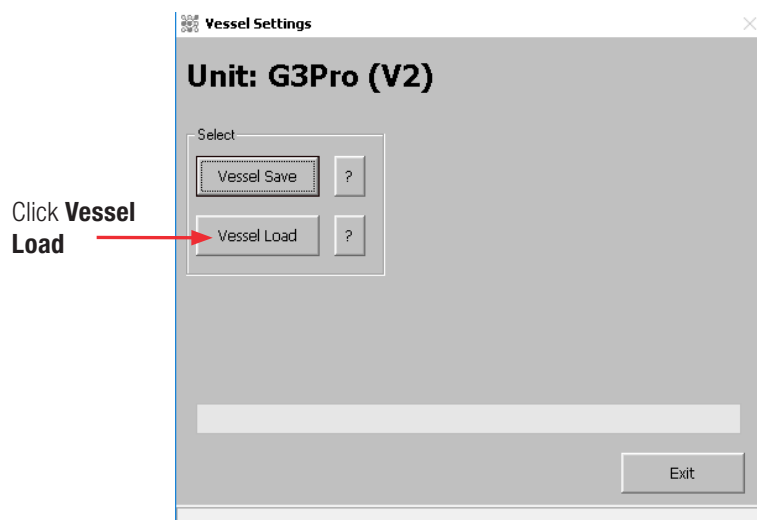 Vessel Settings
Unit: G3Pro (V2)
Select
Vessel Save ?
Click Vessel
Load
Vessel Load ?
Exit